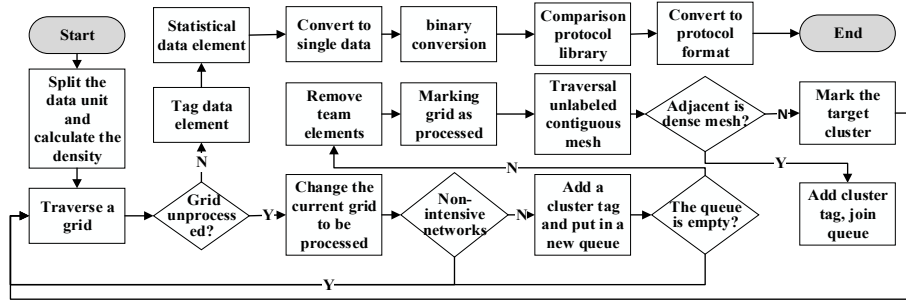 Start
Statistical
data element
Convert to
single data
binary
conversion
Comparison
protocol
library
Convert to
protocol
format
End
Split the
data unit
and
calculate the
density
Tag data
element
Remove
team
elements
Marking
grid as
processed
Traversal
unlabeled
contiguous
mesh
Adjacent is
dense mesh?
N
Mark the
target
cluster
N
N
Y
Traverse a
grid
Grid
unprocess
ed?
Y
Change the
current grid
to be
processed
Non-
intensive
networks
N
Add a
cluster tag
and put in a
new queue
The queue
is empty?
Add cluster
tag, join
queue
Y